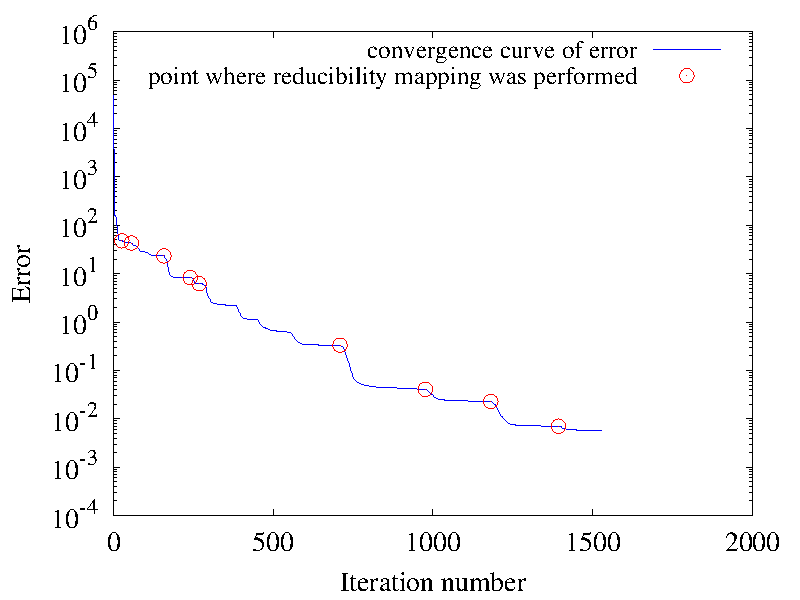 10^6
10^5
10^4
10^3
10^2
10^1
10^0
10^-1
10^-2
10^-3
10^-4
Error
convergence curve of error
point where reducibility mapping was performed
0 500 1000 1500 2000
Iteration number